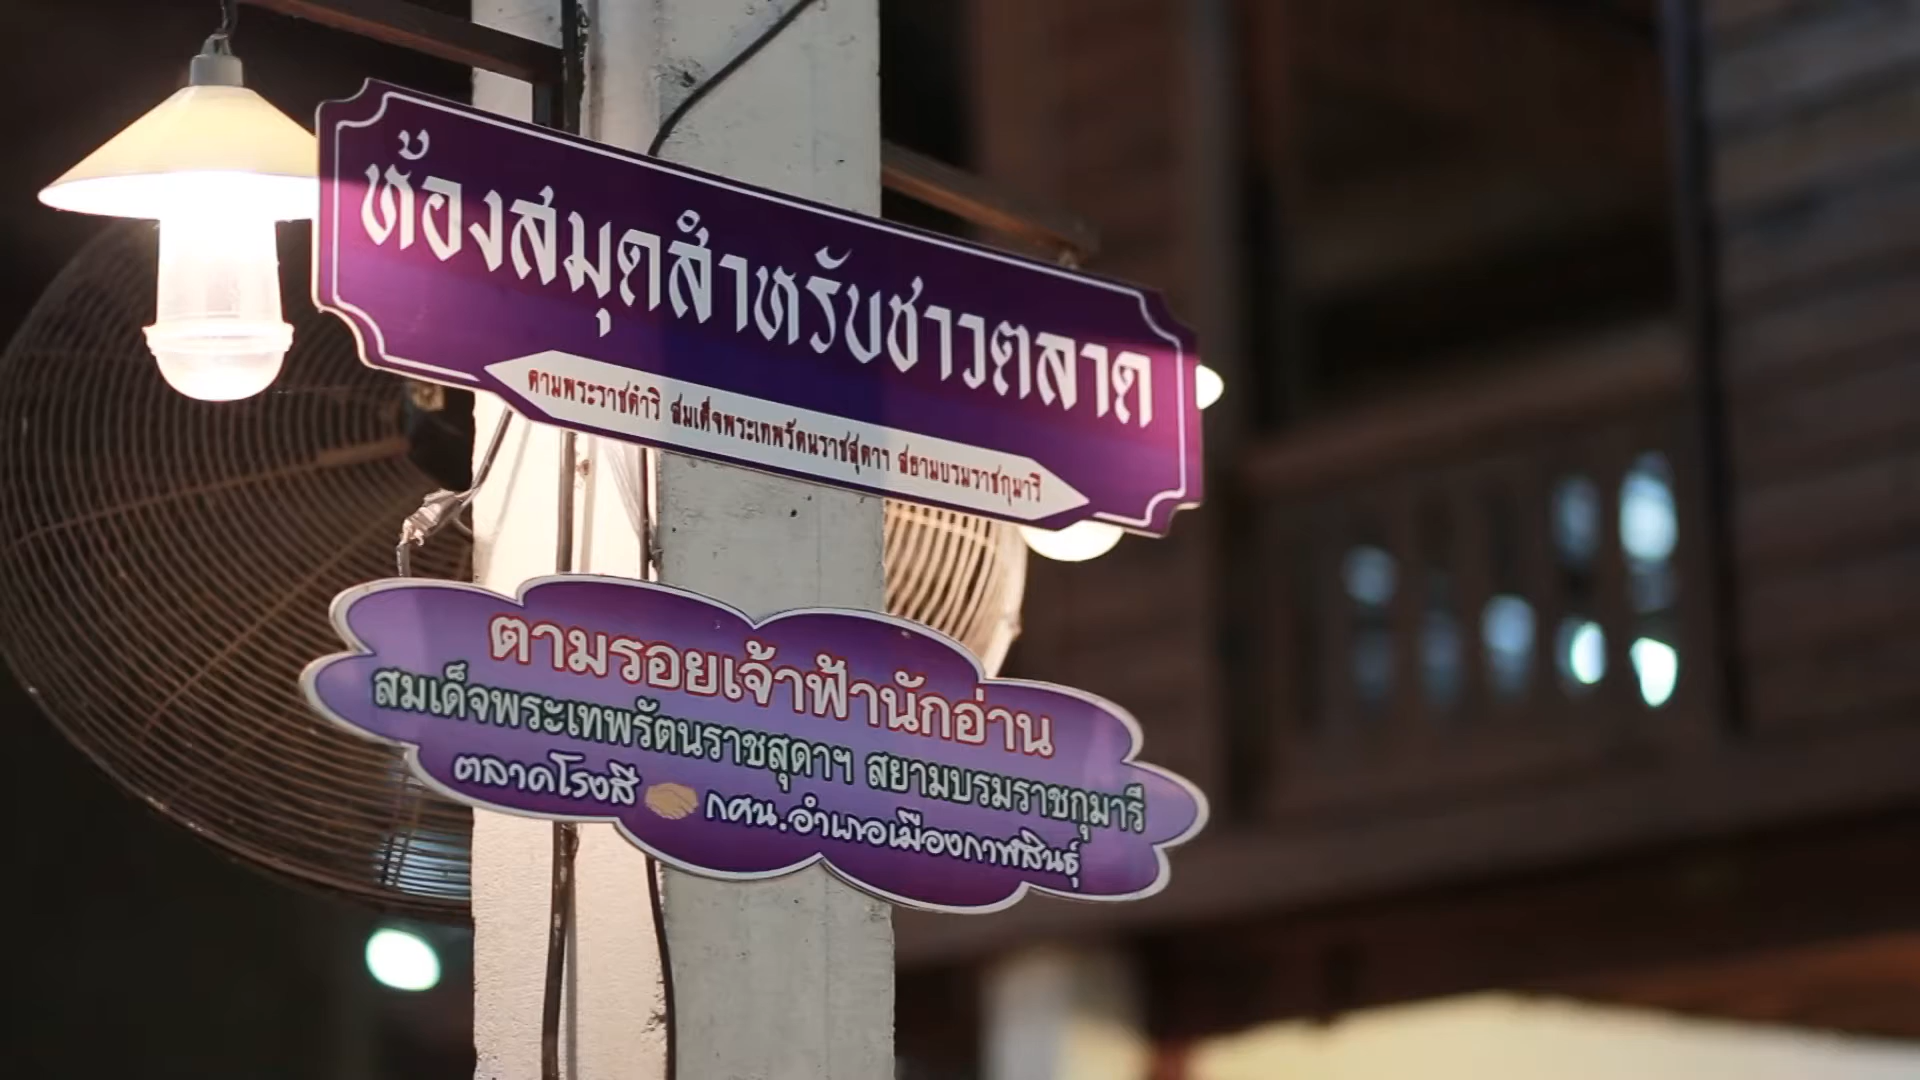 ห้องสมุดสำหรับชาวตลาด
ตามพระราชดำริ สมเด็จพระเทพรัตนราชสุดาฯ สยามบรมราชกุมารี
ตามรอยเจ้าฟ้านักอ่าน
สมเด็จพระเทพรัตนราชสุดาฯ สยามบรมราชกุมารี
ตลาดโรงสี กศน.อำเภอเมืองกาฬสินธุ์